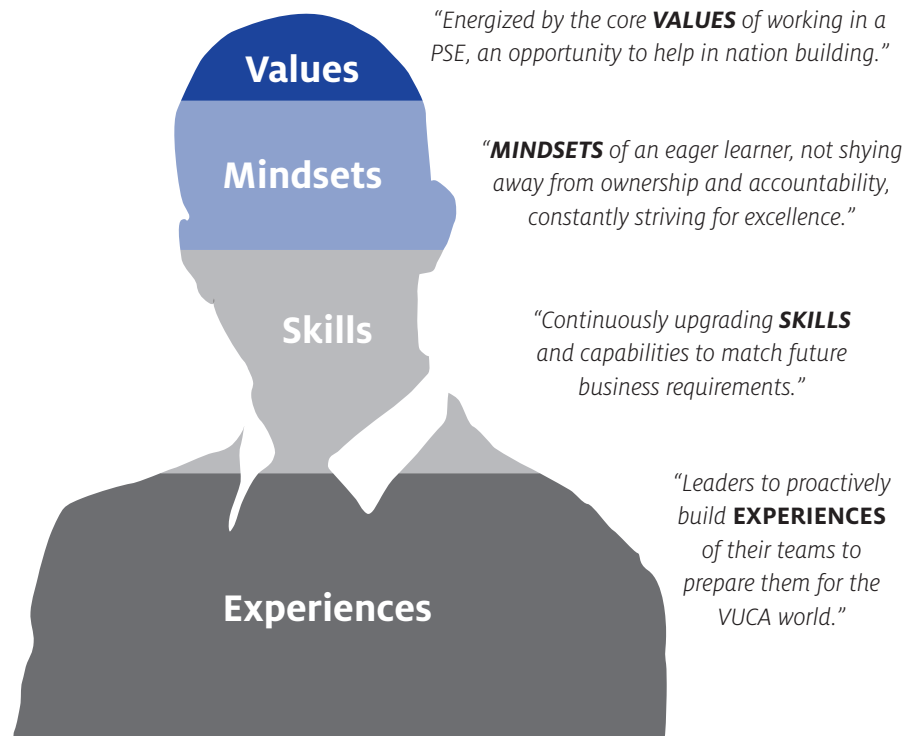 Values
“Energized by the core VALUES of working in a
PSE, an opportunity to help in nation building.”
Mindsets
“MINDSETS of an eager learner, not shying
away from ownership and accountability,
constantly striving for excellence.”
Skills
“Continuously upgrading SKILLS
and capabilities to match future
business requirements.”
Experiences
“Leaders to proactively
build EXPERIENCES
of their teams to
prepare them for the
VUCA world.”